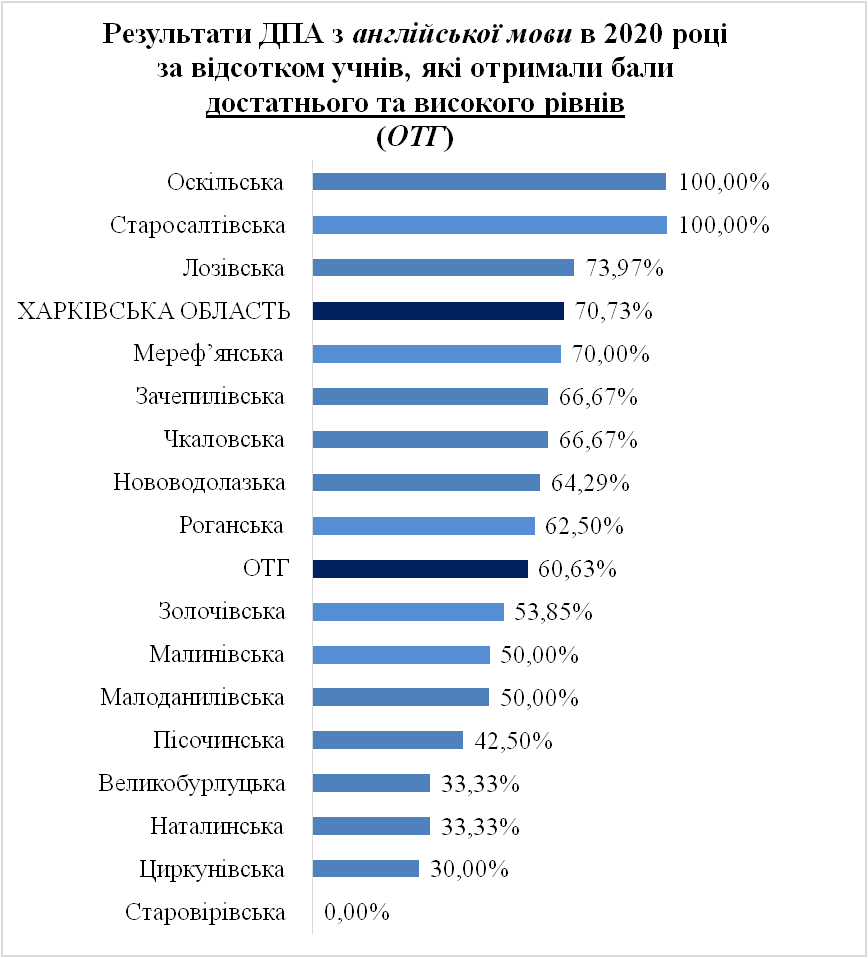 Результати ДПА з англійської мови в 2020 році
за відсотком учнів, які отримали бали
достатнього та високого рівнів
(ОТГ)
Оскільська 100,00%
Старосалтівська 100,00%
Лозівська 73,97%
ХАРКІВСЬКА ОБЛАСТЬ 70,73%
Мереф’янська 70,00%
Зачепилівська 66,67%
Чкаловська 66,67%
Нововодолазька 64,29%
Роганська 62,50%
ОТГ 60,63%
Золочівська 53,85%
Малинівська 50,00%
Малоданилівська 50,00%
Пісочинська 42,50%
Великобурлуцька 33,33%
Наталинська 33,33%
Циркунівська 30,00%
Старовірівська 0,00%